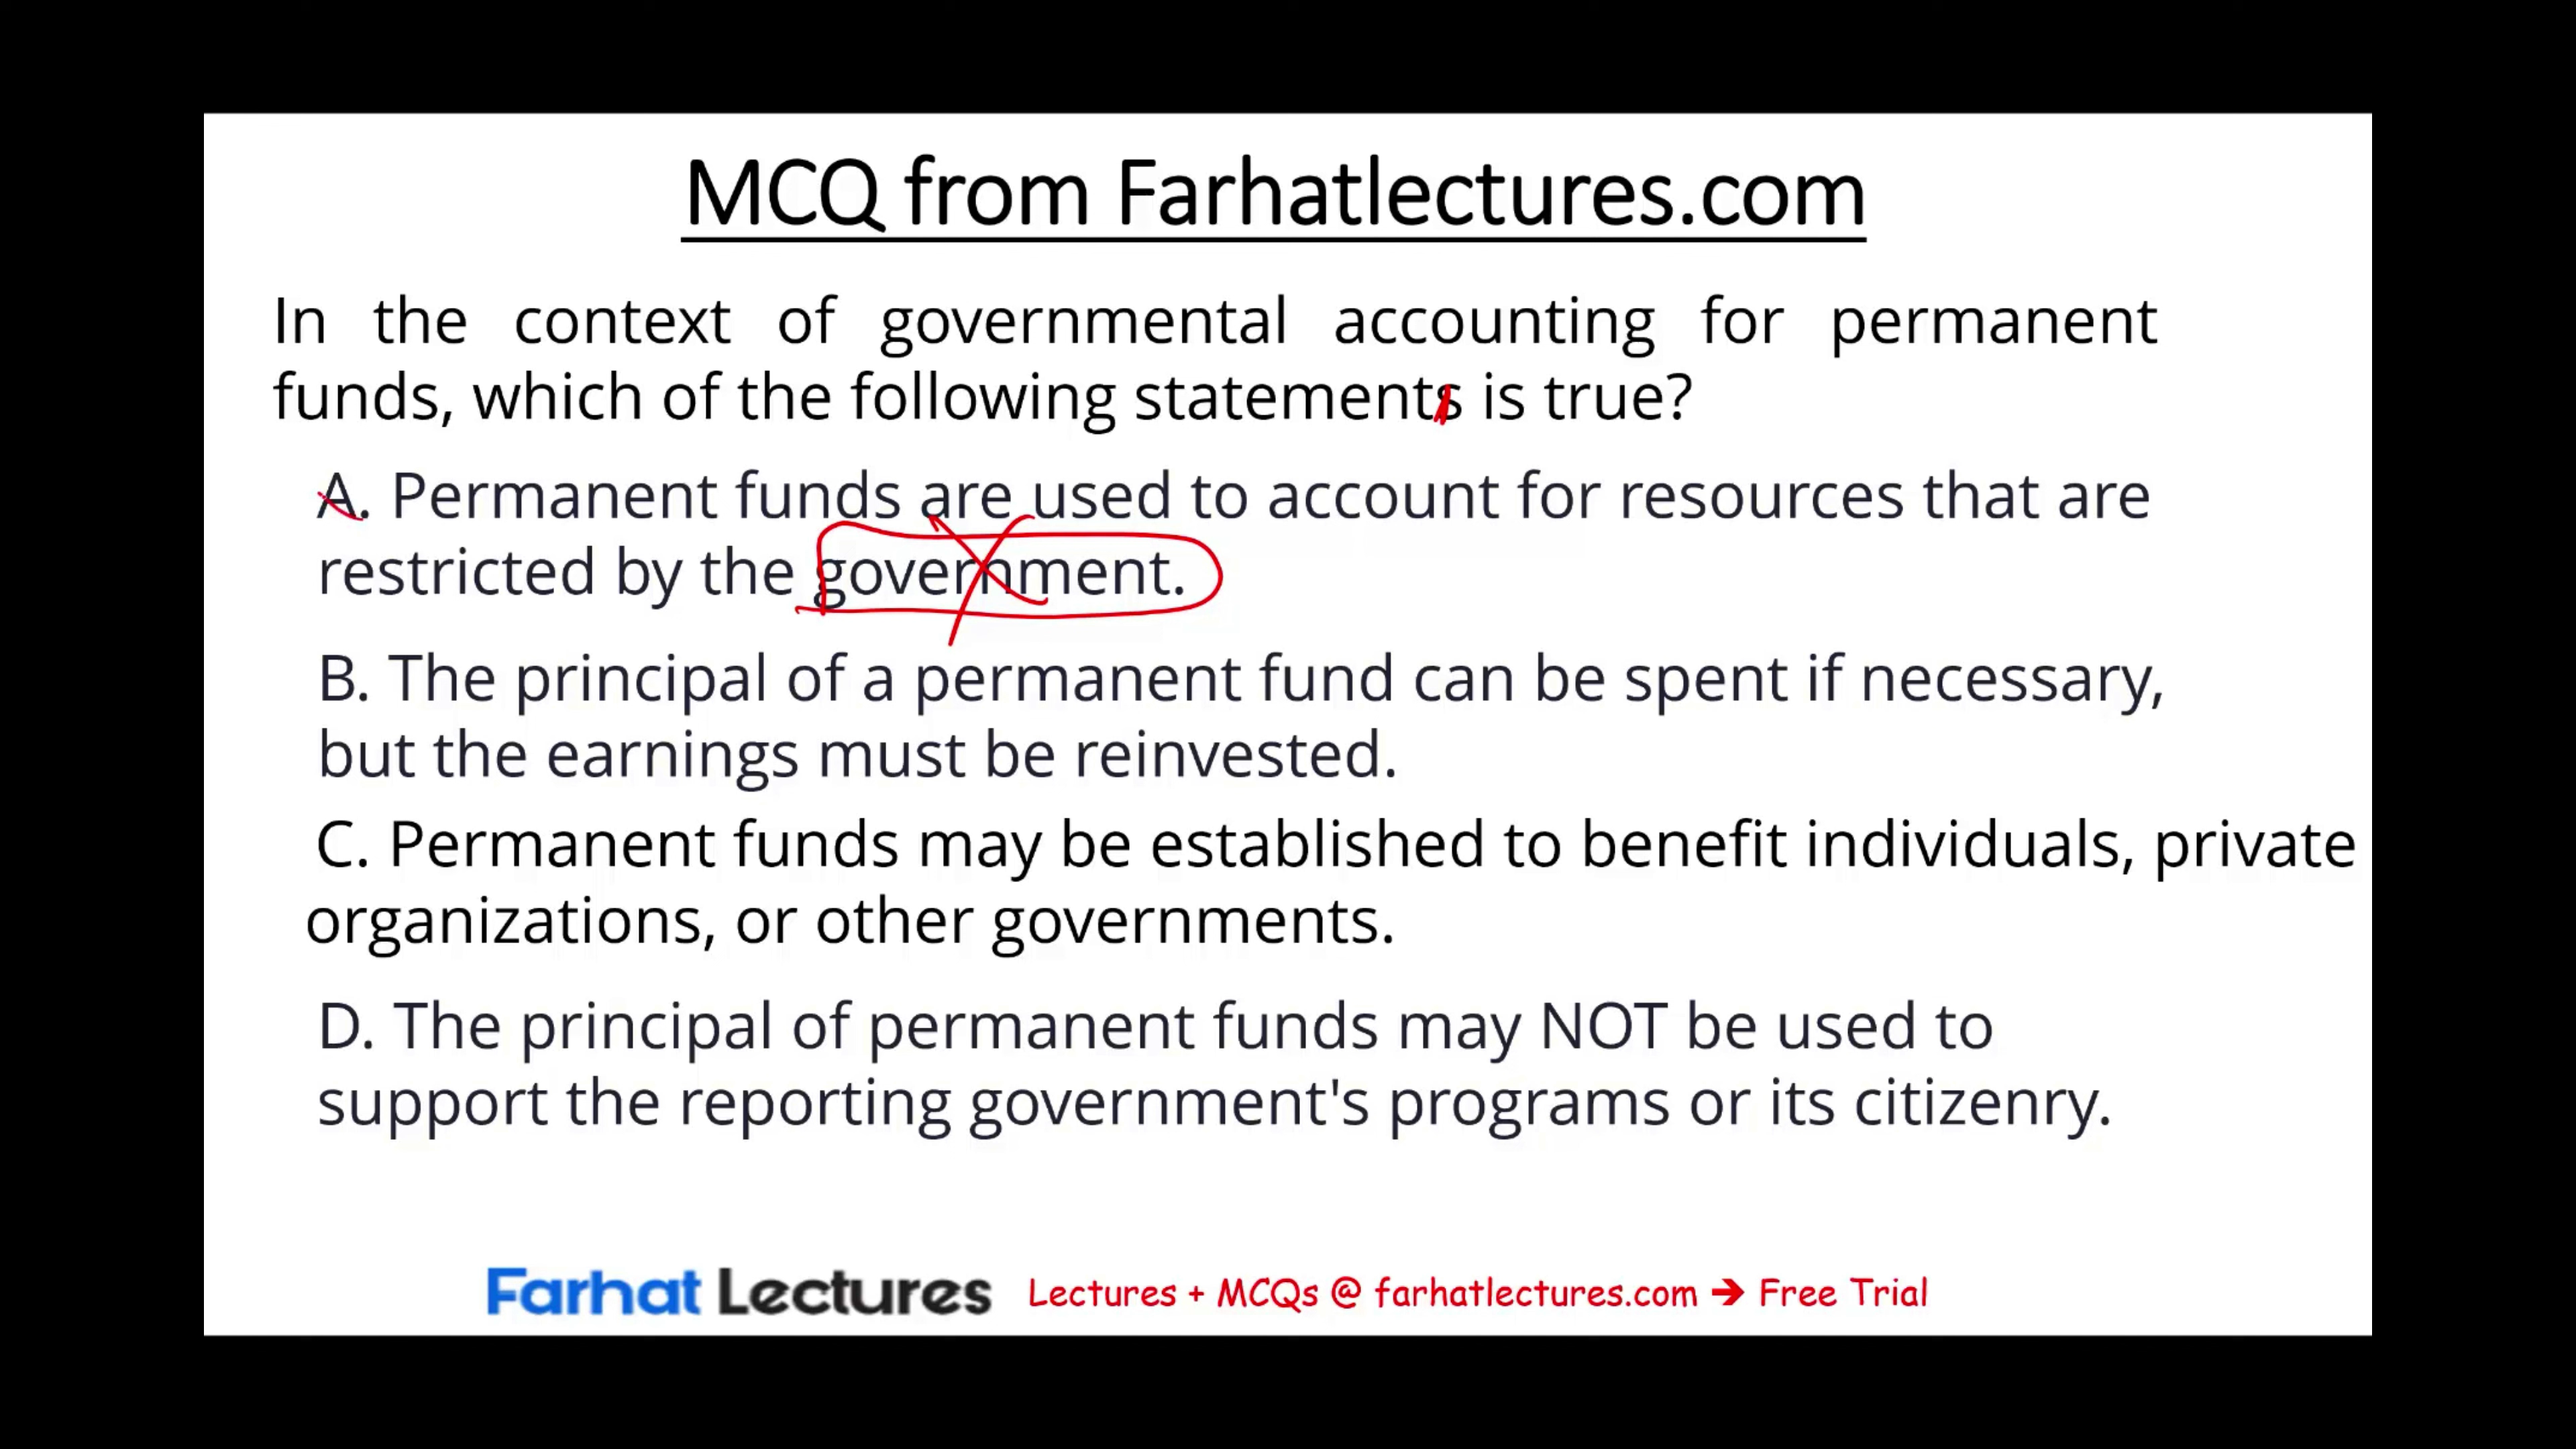 MCQ from Farhatlectures.com
In the context of governmental accounting for permanent
funds, which of the following statements is true?
A. Permanent funds are used to account for resources that are
restricted by the government.
B. The principal of a permanent fund can be spent if necessary,
but the earnings must be reinvested.
C. Permanent funds may be established to benefit individuals, private
organizations, or other governments.
D. The principal of permanent funds may NOT be used to
support the reporting government's programs or its citizenry.
Farhat Lectures Lectures + MCQs @ farhatlectures.com → Free Trial